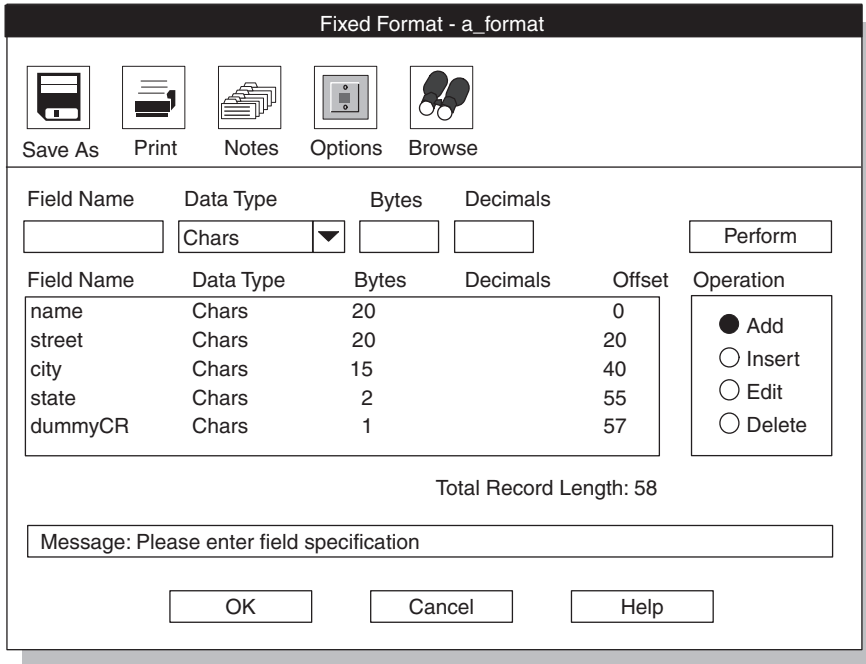 Fixed Format - a_format
Save As Print Notes Options Browse
Field Name Data Type Bytes Decimals
Chars Perform
Field Name Data Type Bytes Decimals Offset Operation
name Chars 20 0
street Chars 20 20
city Chars 15 40
state Chars 2 55
dummyCR Chars 1 57
Add
Insert
Edit
Delete
Total Record Length: 58
Message: Please enter field specification
OK Cancel Help